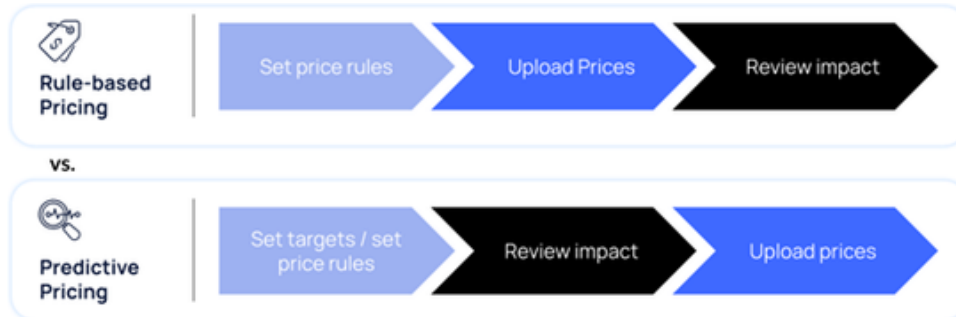 Rule-based
Pricing
Set price rules
Upload Prices
Review impact
vs.
Predictive
Pricing
Set targets / set
price rules
Review impact
Upload prices